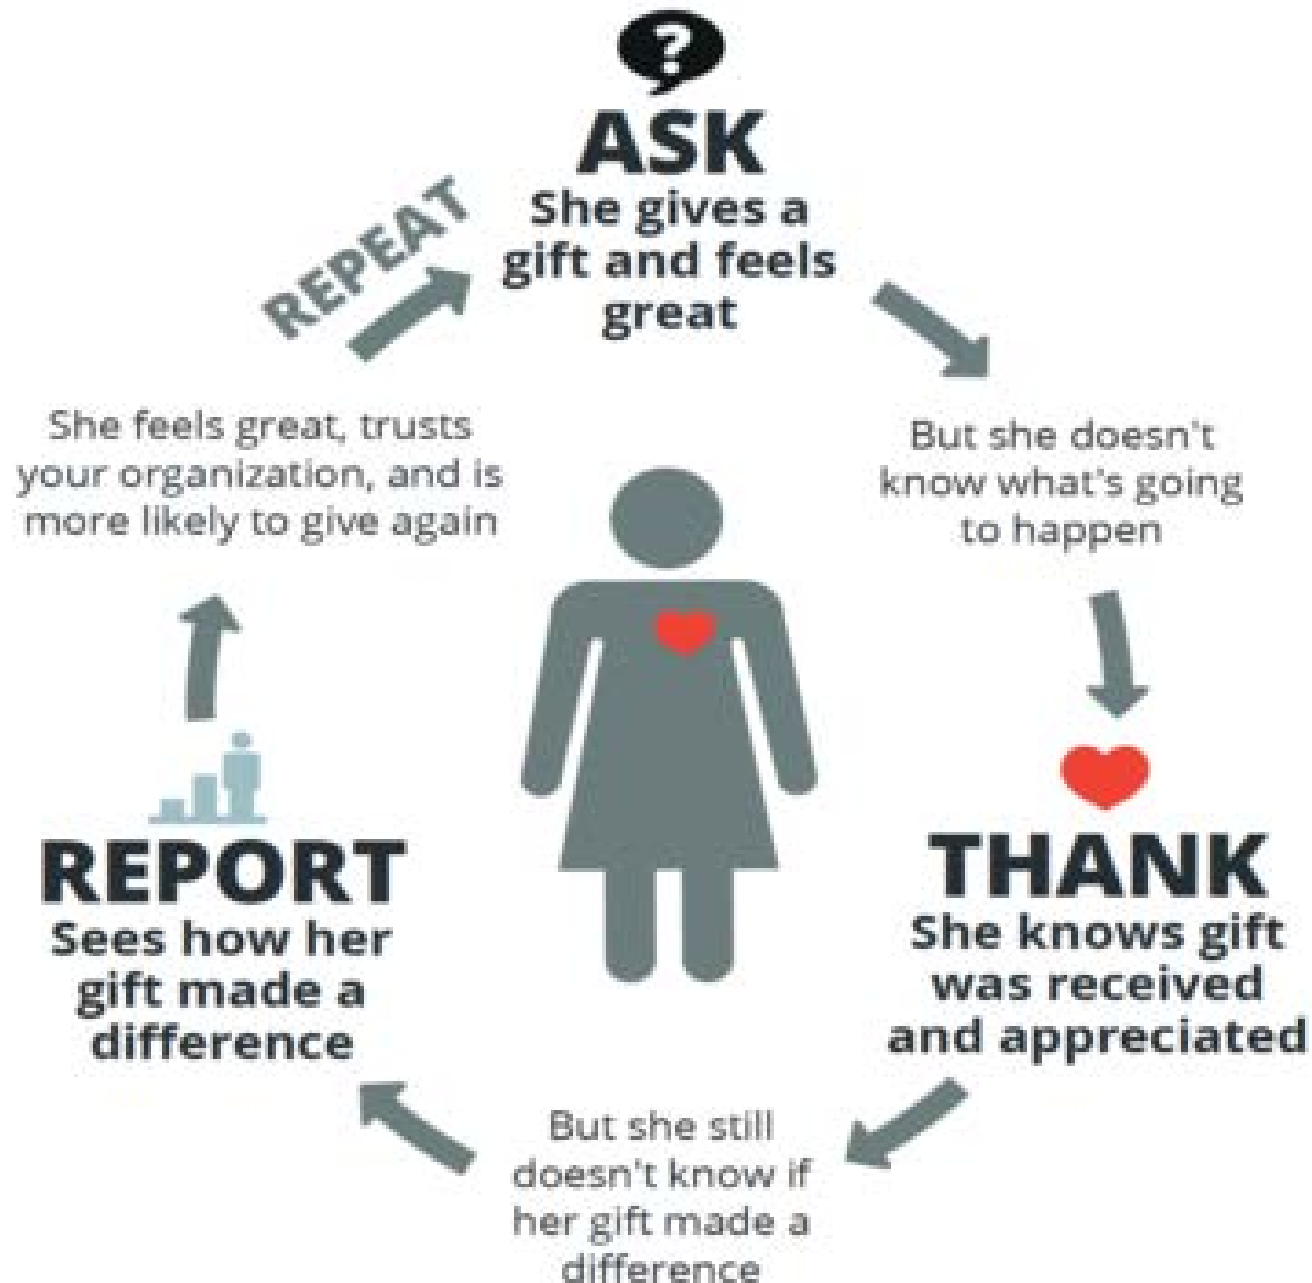 ?
ASK
She gives a
gift and feels
great
But she doesn't
know what's going
to happen
THANK
She knows gift
was received
and appreciated
But she still
doesn't know if
her gift made a
difference
REPORT
Sees how her
gift made a
difference
She feels great, trusts
your organization, and is
more likely to give again
REPEAT